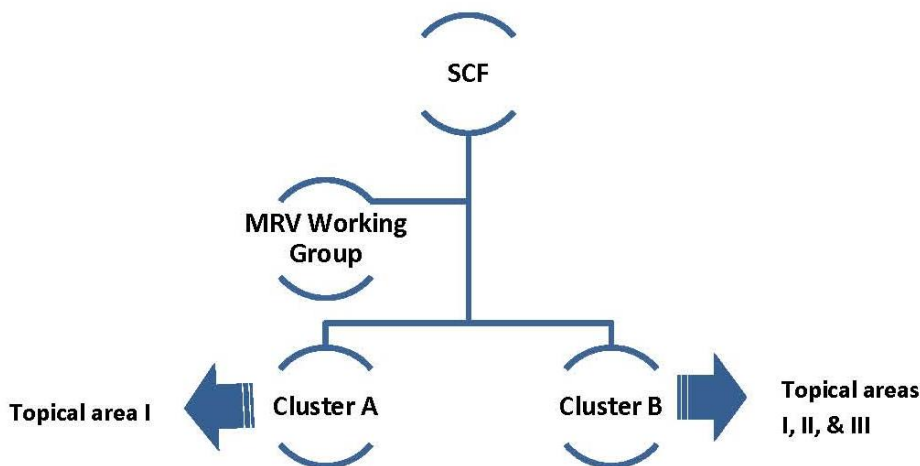 SCF
MRV Working
Group
Cluster A
Cluster B
Topical area I
Topical areas
I, II, & III